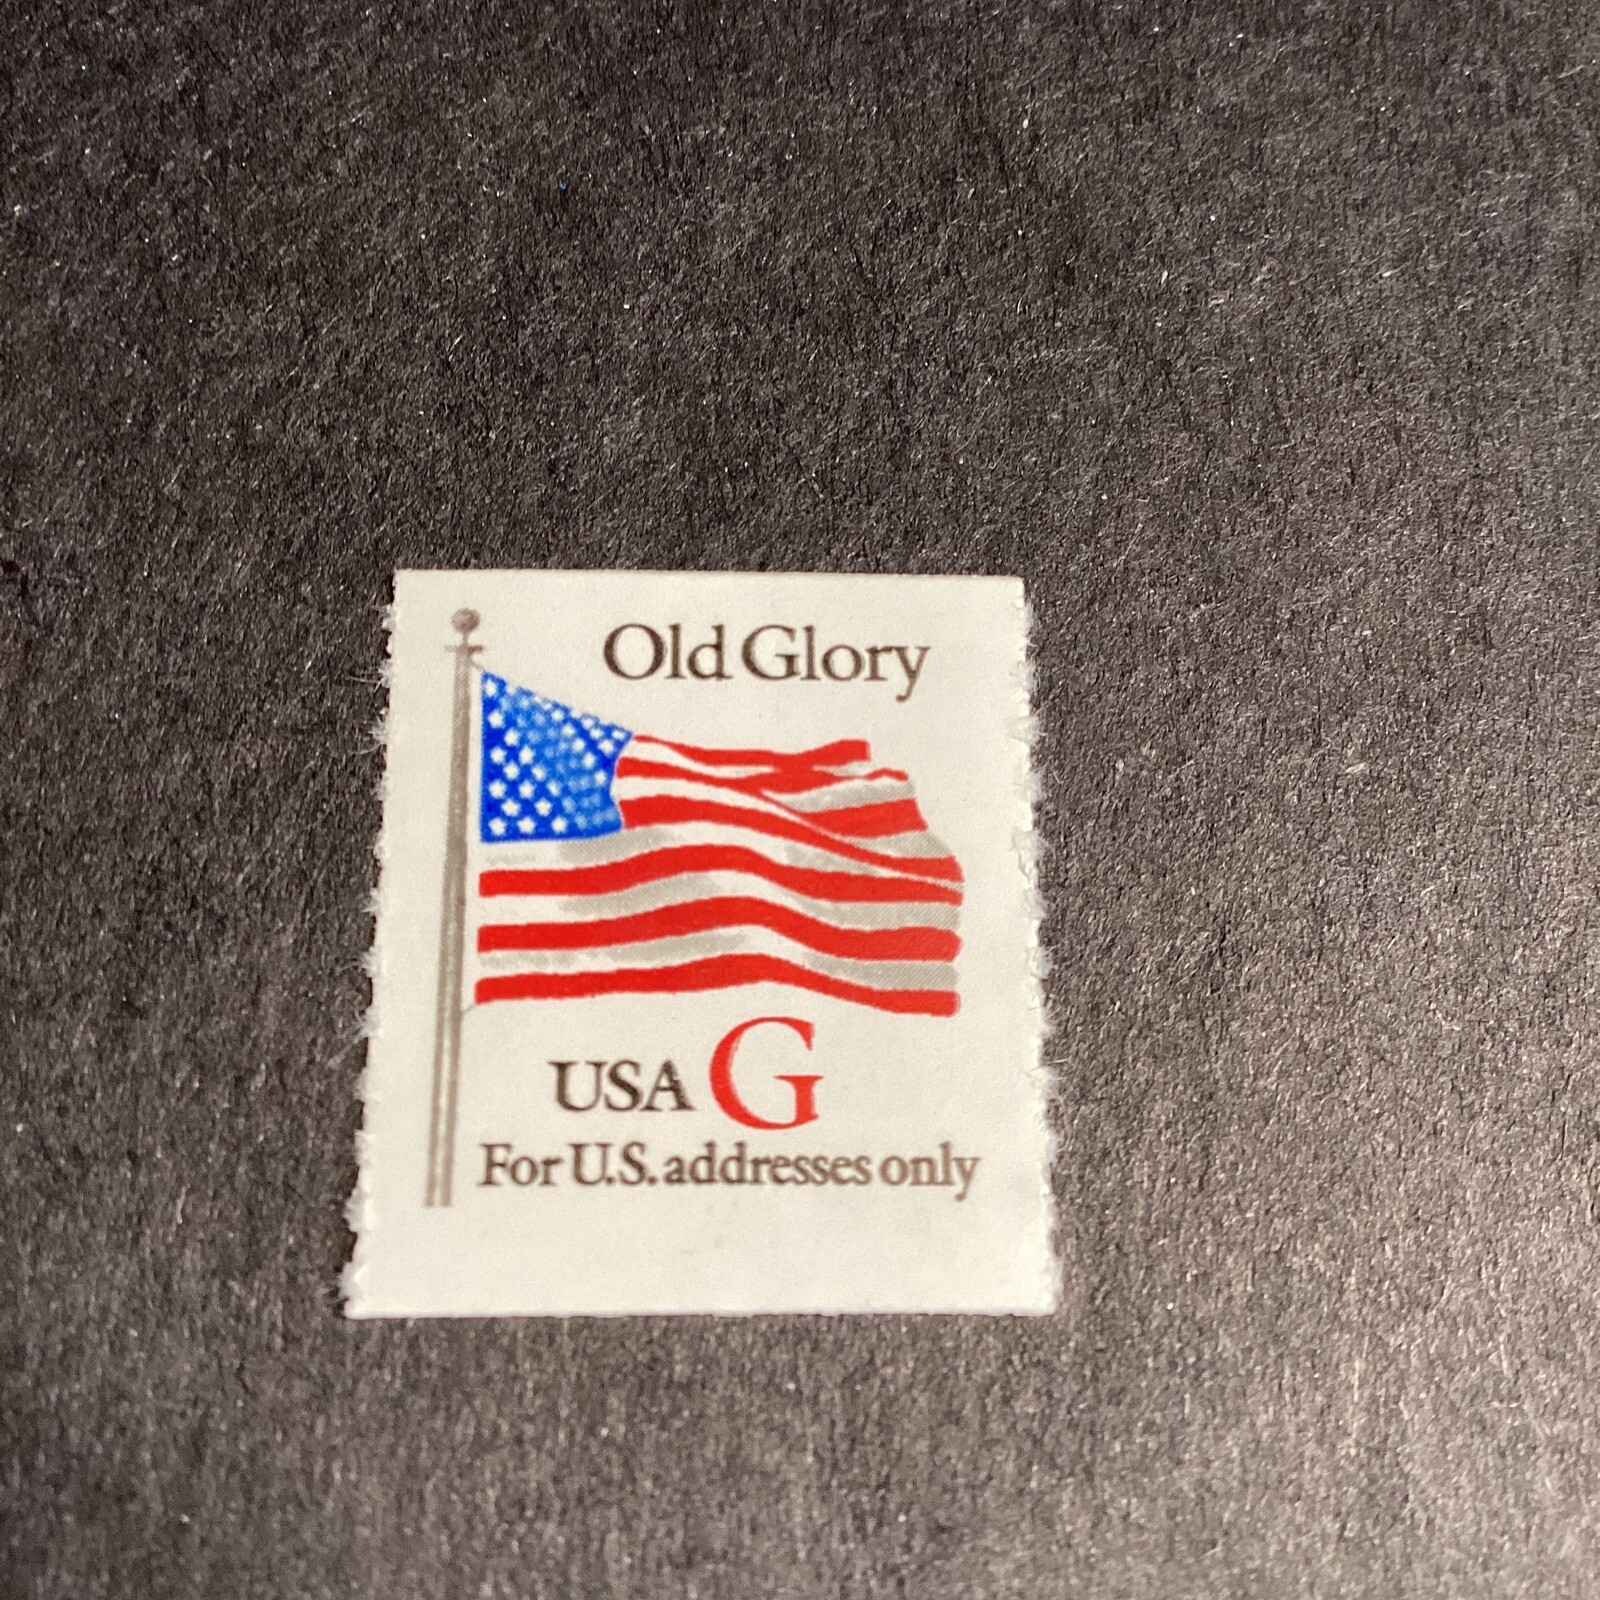 Old Glory
USA G
For U.S. addresses only